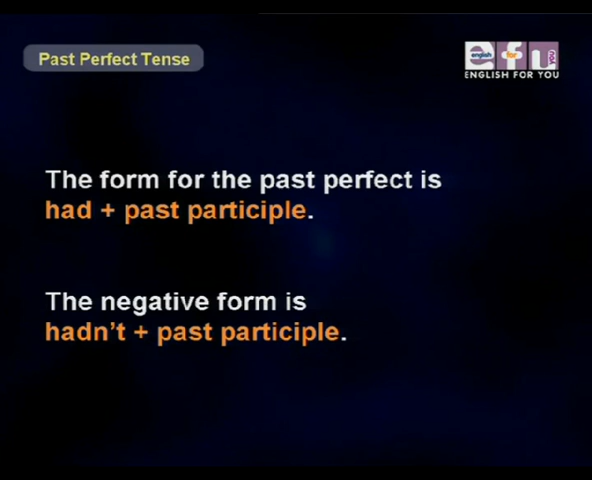 Past Perfect Tense
english for you
ENGLISH FOR YOU
The form for the past perfect is
had + past participle.
The negative form is
hadn't + past participle.